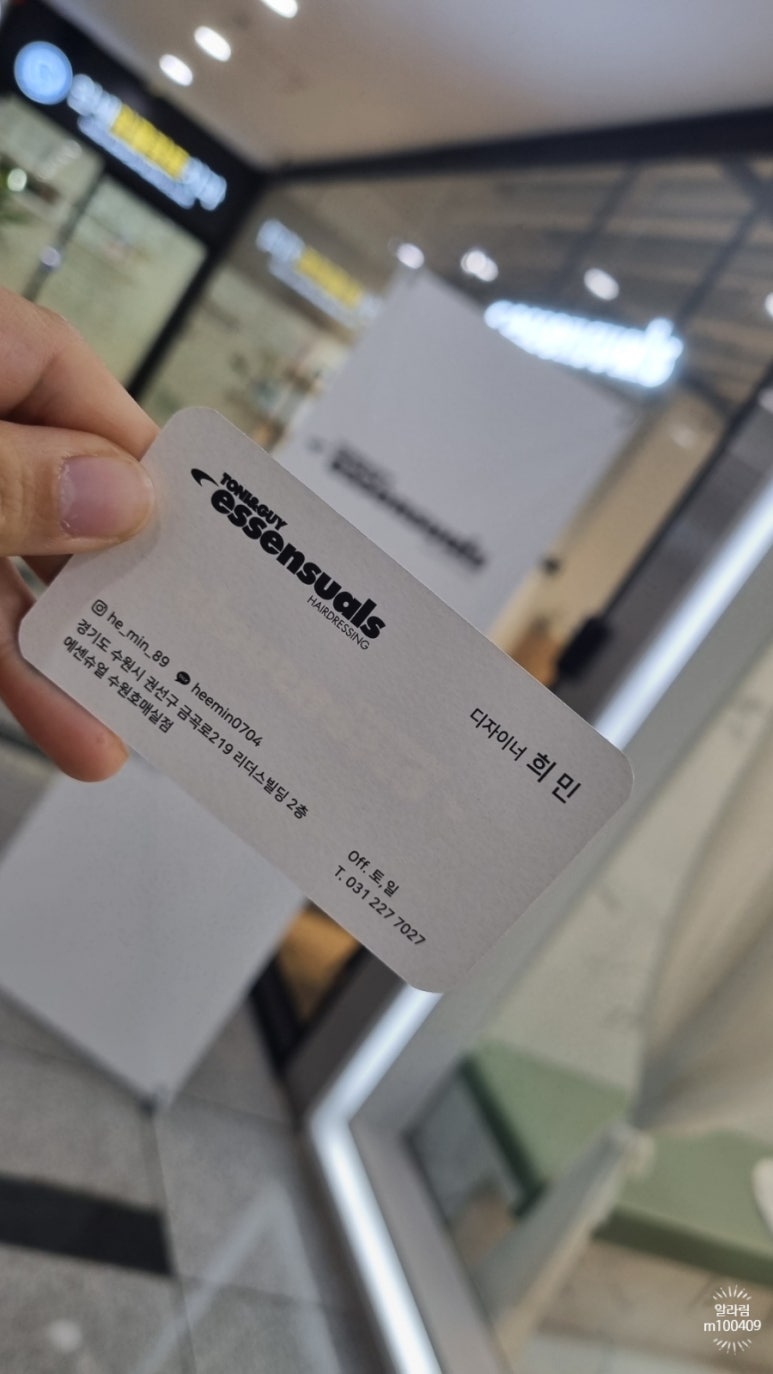 TONI&GUY
essensuals
HAIRDRESSING
디자이너 희 민
he_min_89 heemin0704
경기도 수원시 권선구 금곡로219 리더스빌딩 2층
에센슈얼 수원호매실점
Off. 토,일
T. 031 227 7027
essensuals
알라림
m100409